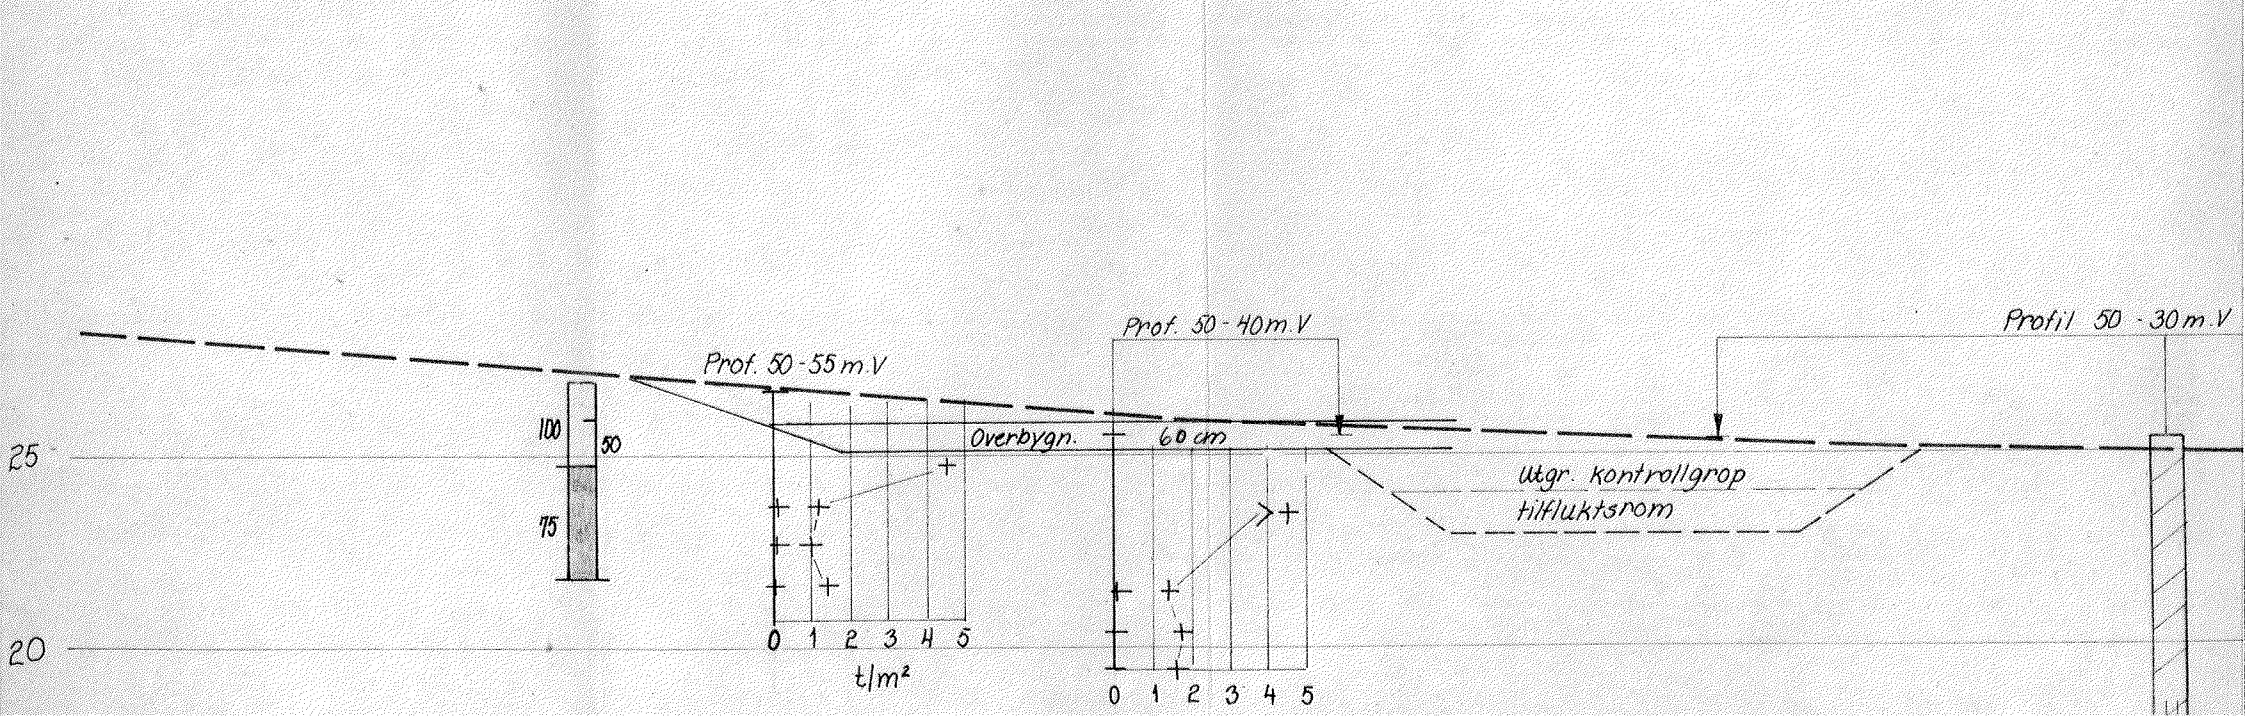 Profil 50 - 30 m. V
Prof. 50 - 40 m. V
Prof. 50 - 55 m. V
100
50
Overbygn. 60 cm
25
Utgr. kontrollgrop
tilfluktsrom
75
20
0 1 2 3 4 5
t/m²
0 1 2 3 4 5